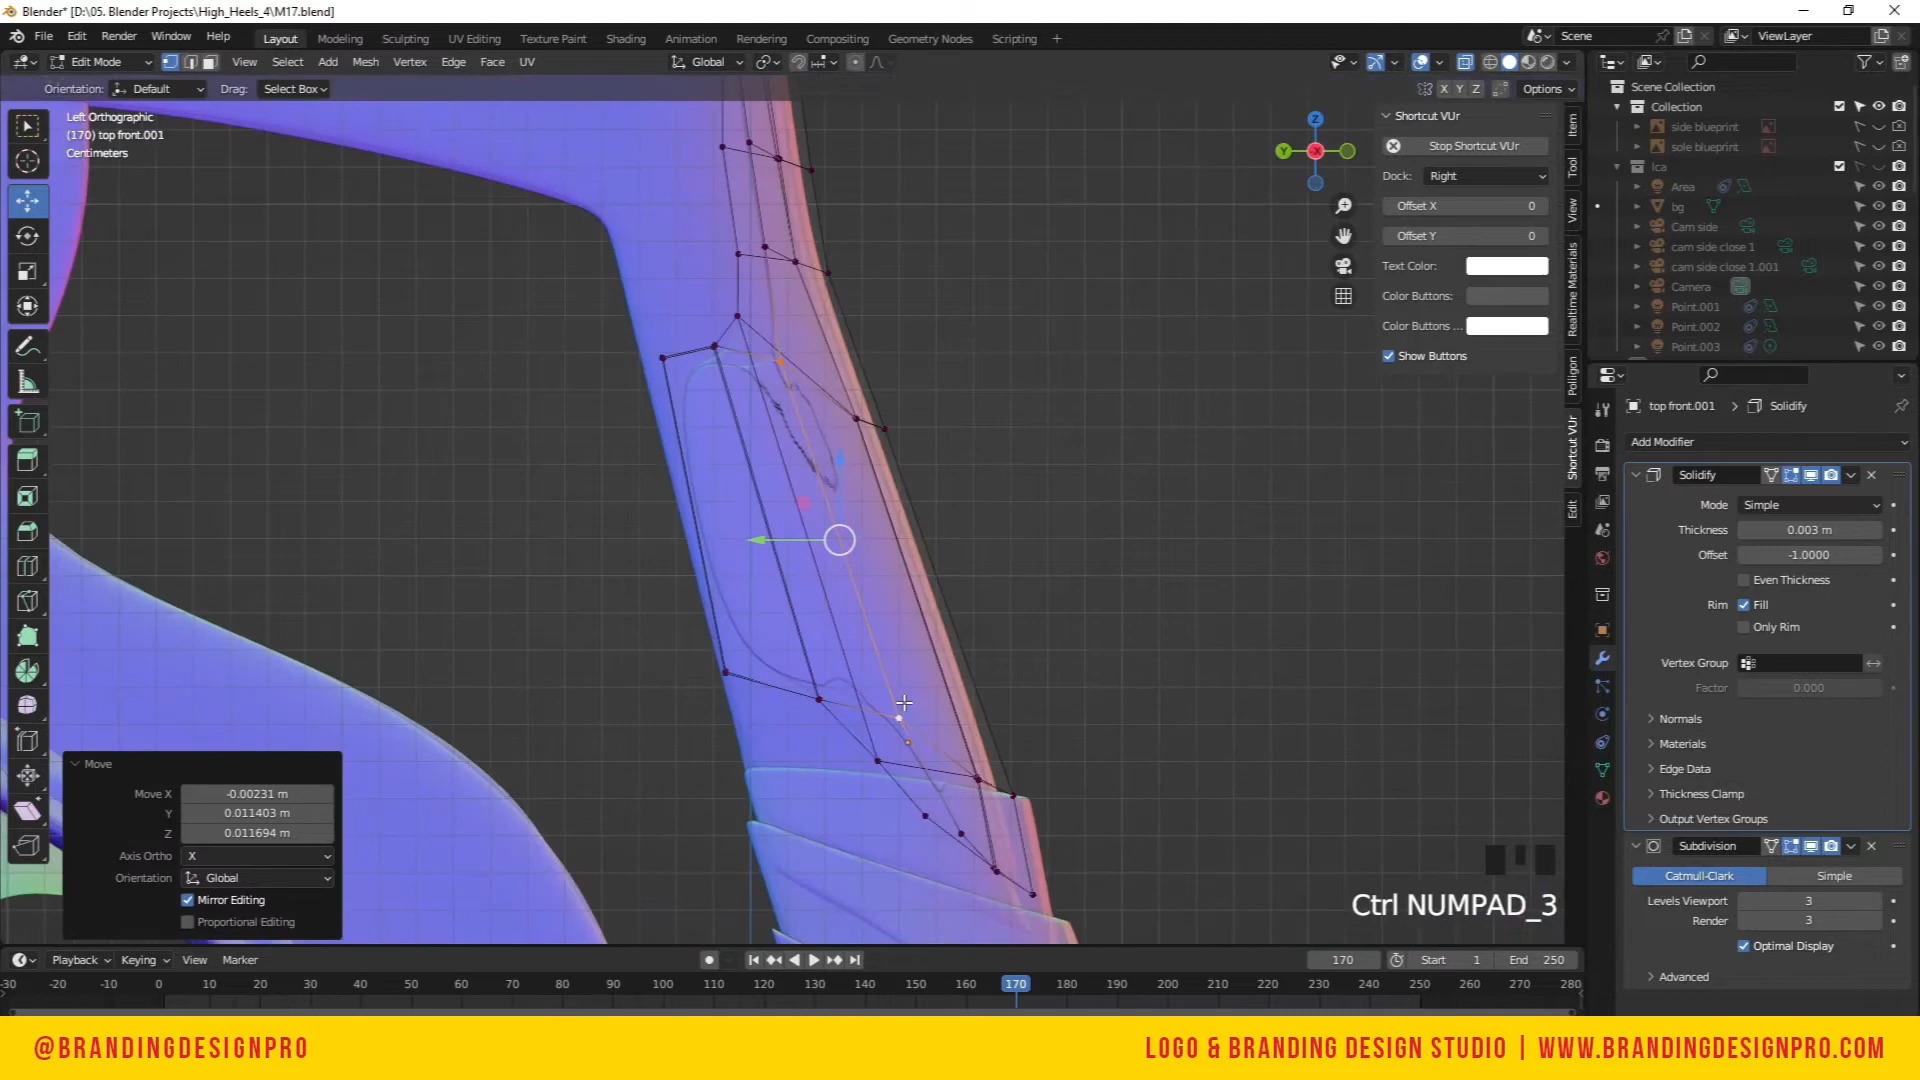 Blender* [D:\05. Blender Projects\High_Heels_4\M17.blend]
File Edit Render Window Help Layout Modeling Sculpting UV Editing Texture Paint Shading Animation Rendering Compositing Geometry Nodes Scripting + Scene ViewLayer
Edit Mode View Select Add Mesh Vertex Edge Face UV Global
Orientation: Default Drag: Select Box X Y Z Options
Left Orthographic
(170) top front.001
Centimeters
Z
Y
X
Shortcut VUr
Stop Shortcut VUr
Dock: Right
Offset X 0
Offset Y 0
Text Color:
Color Buttons:
Color Buttons ...
Show Buttons
Item
Tool
View
Realtime Materials
Poliigon
Shortcut VUr
Edit
Scene Collection
Collection
side blueprint
sole blueprint
lca
Area
bg
Cam side
cam side close 1
cam side close 1.001
Camera
Point.001
Point.002
Point.003
top front.001 > Solidify
Add Modifier
Solidify
Mode Simple
Thickness 0.003 m
Offset -1.0000
Even Thickness
Rim Fill
Only Rim
Vertex Group
Factor 0.000
Normals
Materials
Edge Data
Thickness Clamp
Output Vertex Groups
Subdivision
Catmull-Clark Simple
Levels Viewport 3
Render 3
Optimal Display
Advanced
Move
Move X -0.00231 m
Y 0.011403 m
Z 0.011694 m
Axis Ortho X
Orientation Global
Mirror Editing
Proportional Editing
Ctrl NUMPAD_3
Playback Keying View Marker 170 Start 1 End 250
-30 -20 -10 0 10 20 30 40 50 60 70 80 90 100 110 120 130 140 150 160 170 180 190 200 210 220 230 240 250 260 270 280
@BRANDINGDESIGNPRO
LOGO & BRANDING DESIGN STUDIO | WWW.BRANDINGDESIGNPRO.COM